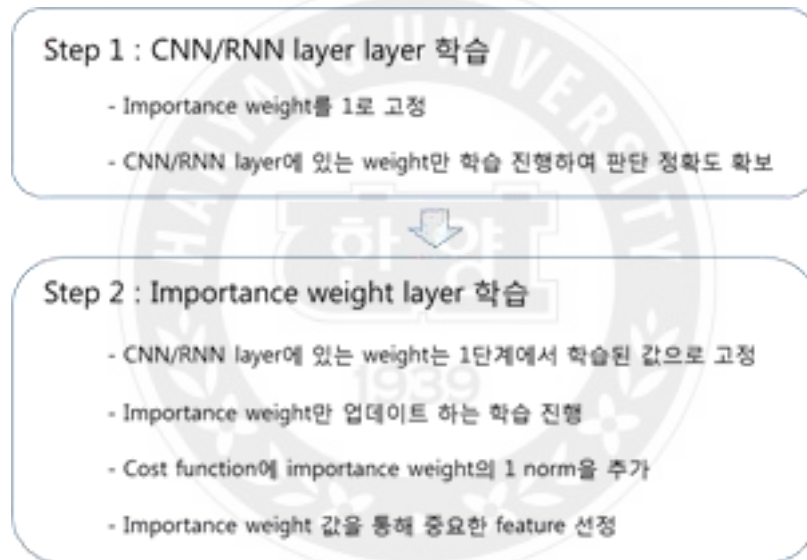 Step 1 : CNN/RNN layer layer 학습
- Importance weight를 1로 고정
- CNN/RNN layer에 있는 weight만 학습 진행하여 판단 정확도 확보
Step 2 : Importance weight layer 학습
- CNN/RNN layer에 있는 weight는 1단계에서 학습된 값으로 고정
- Importance weight만 업데이트 하는 학습 진행
- Cost function에 importance weight의 1 norm을 추가
- Importance weight 값을 통해 중요한 feature 선정
HANYANG UNIVERSITY
한양
1939